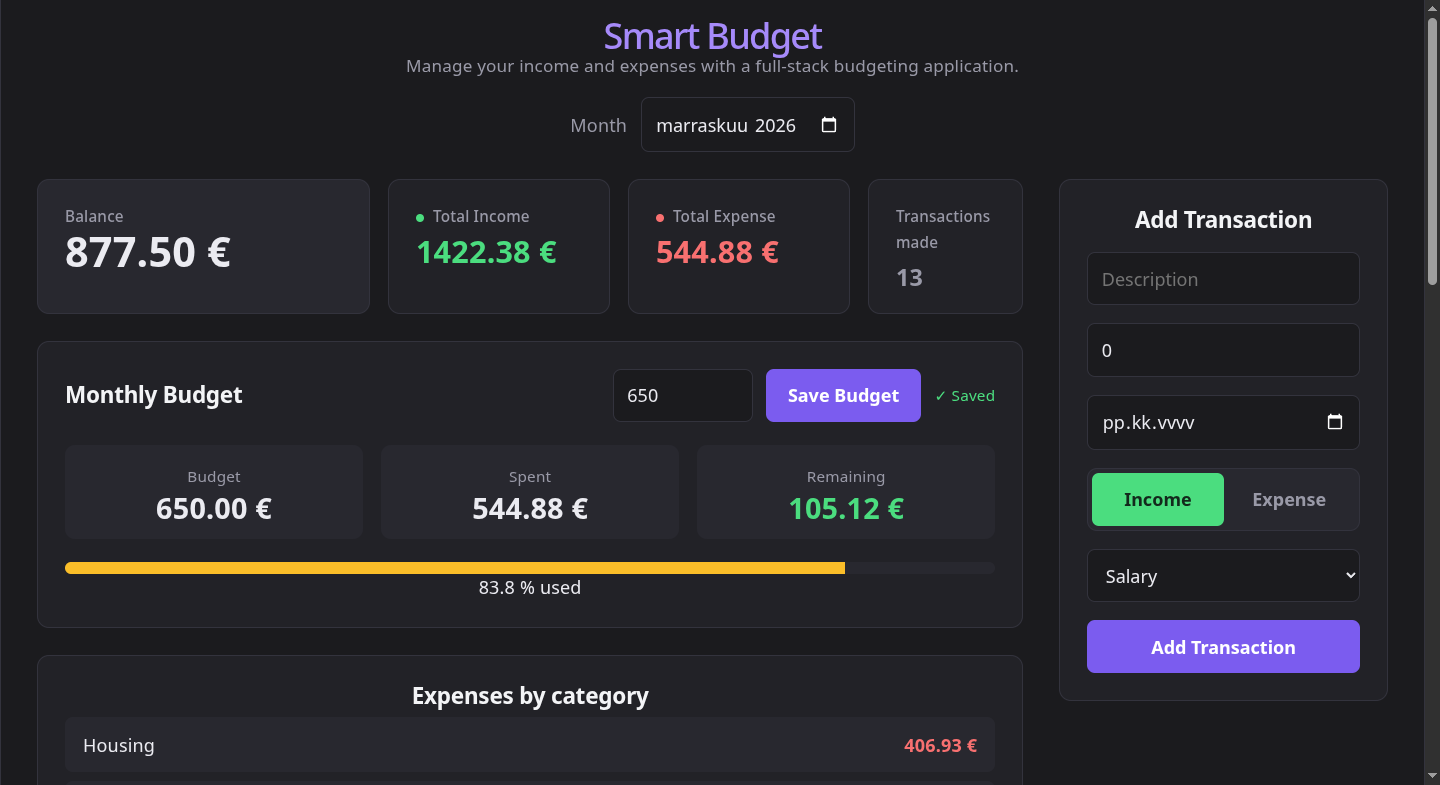 Smart Budget
Manage your income and expenses with a full-stack budgeting application.
Month
marraskuu 2026
Balance
877.50 €
Total Income
1422.38 €
Total Expense
544.88 €
Transactions
made
13
Monthly Budget
650
Save Budget
✓ Saved
Budget
650.00 €
Spent
544.88 €
Remaining
105.12 €
83.8 % used
Expenses by category
Housing
406.93 €
Add Transaction
Description
0
pp.kk.vvvv
Income
Expense
Salary
Add Transaction